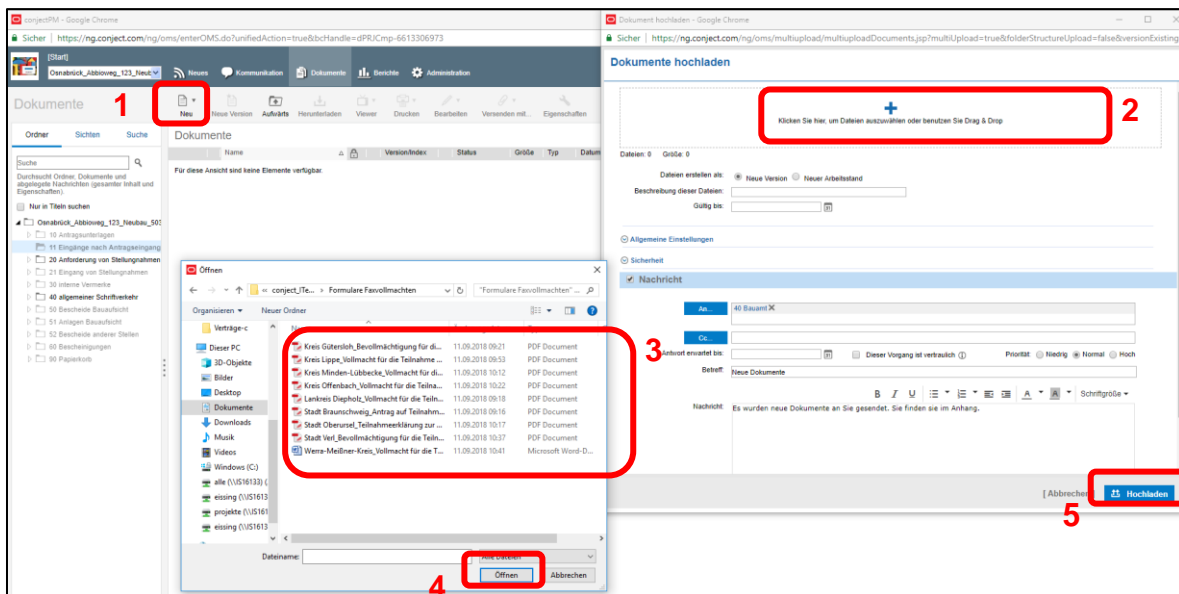 conjectPM - Google Chrome
Sicher | https://ng.conject.com/ng/oms/enterOMS.do?unifiedAction=true&bcHandle=dPRJCmp-6613306973
[Start]
Osnabrück_Abbioweg_123_Neub
Neues Kommunikation Dokumente Berichte Administration
Dokumente
1
Neu Neue Version Aufwärts Herunterladen Viewer Drucken Bearbeiten Versenden mit... Eigenschaften
Ordner Sichten Suche
Dokumente
Name Version/Index Status Größe Typ Datum
Für diese Ansicht sind keine Elemente verfügbar.
Suche
Durchsucht Ordner, Dokumente und
abgelegte Nachrichten (gesamter Inhalt und
Eigenschaften).
Nur in Titeln suchen
Osnabrück_Abbioweg_123_Neubau_503
10 Antragsunterlagen
11 Eingänge nach Antragseingang
20 Anforderung von Stellungnahmen
21 Eingang von Stellungnahmen
30 interne Vermerke
40 allgemeiner Schriftverkehr
50 Bescheide Bauaufsicht
51 Anlagen Bauaufsicht
52 Bescheide anderer Stellen
60 Bescheinigungen
90 Papierkorb
Öffnen
« conject_ITe... › Formulare Faxvollmachten
"Formulare Faxvollmachten" ...
Organisieren Neuer Ordner
Verträge-c
Dieser PC
3D-Objekte
Bilder
Desktop
Dokumente
Downloads
Musik
Videos
Windows (C:)
alle (\\IS16133) (
eissing (\\IS1613
projekte (\\IS161
eissing (\\IS1613
Kreis Gütersloh_Bevollmächtigung für di... 11.09.2018 09:21 PDF Document
Kreis Lippe_Vollmacht für die Teilnahme ... 11.09.2018 09:53 PDF Document
Kreis Minden-Lübbecke_Vollmacht für di... 11.09.2018 10:12 PDF Document
Kreis Offenbach_Vollmacht für die Teilna... 11.09.2018 10:22 PDF Document
Lankreis Diepholz_Vollmacht für die Teil... 11.09.2018 09:18 PDF Document
Stadt Braunschweig_Antrag auf Teilnahm... 11.09.2018 09:16 PDF Document
Stadt Oberursel_Teilnahmeerklärung zur ... 11.09.2018 10:17 PDF Document
Stadt Verl_Bevollmächtigung für die Teiln... 11.09.2018 10:37 PDF Document
Werra-Meißner-Kreis_Vollmacht für die T... 11.09.2018 10:41 Microsoft Word-D...
3
Dateiname: Alle Dateien
4
Öffnen Abbrechen
Dokument hochladen - Google Chrome
Sicher | https://ng.conject.com/ng/oms/multiupload/multiuploadDocuments.jsp?multiUpload=true&folderStructureUpload=false&versionExisting
Dokumente hochladen
2
Klicken Sie hier, um Dateien auszuwählen oder benutzen Sie Drag & Drop
Dateien: 0 Größe: 0
Dateien erstellen als: Neue Version Neuer Arbeitsstand
Beschreibung dieser Dateien:
Gültig bis:
Allgemeine Einstellungen
Sicherheit
Nachricht
An... 40 Bauamt
Cc...
Antwort erwartet bis: Dieser Vorgang ist vertraulich Priorität: Niedrig Normal Hoch
Betreff: Neue Dokumente
B I U A A Schriftgröße
Nachricht: Es wurden neue Dokumente an Sie gesendet. Sie finden sie im Anhang.
[ Abbrechen Hochladen
5